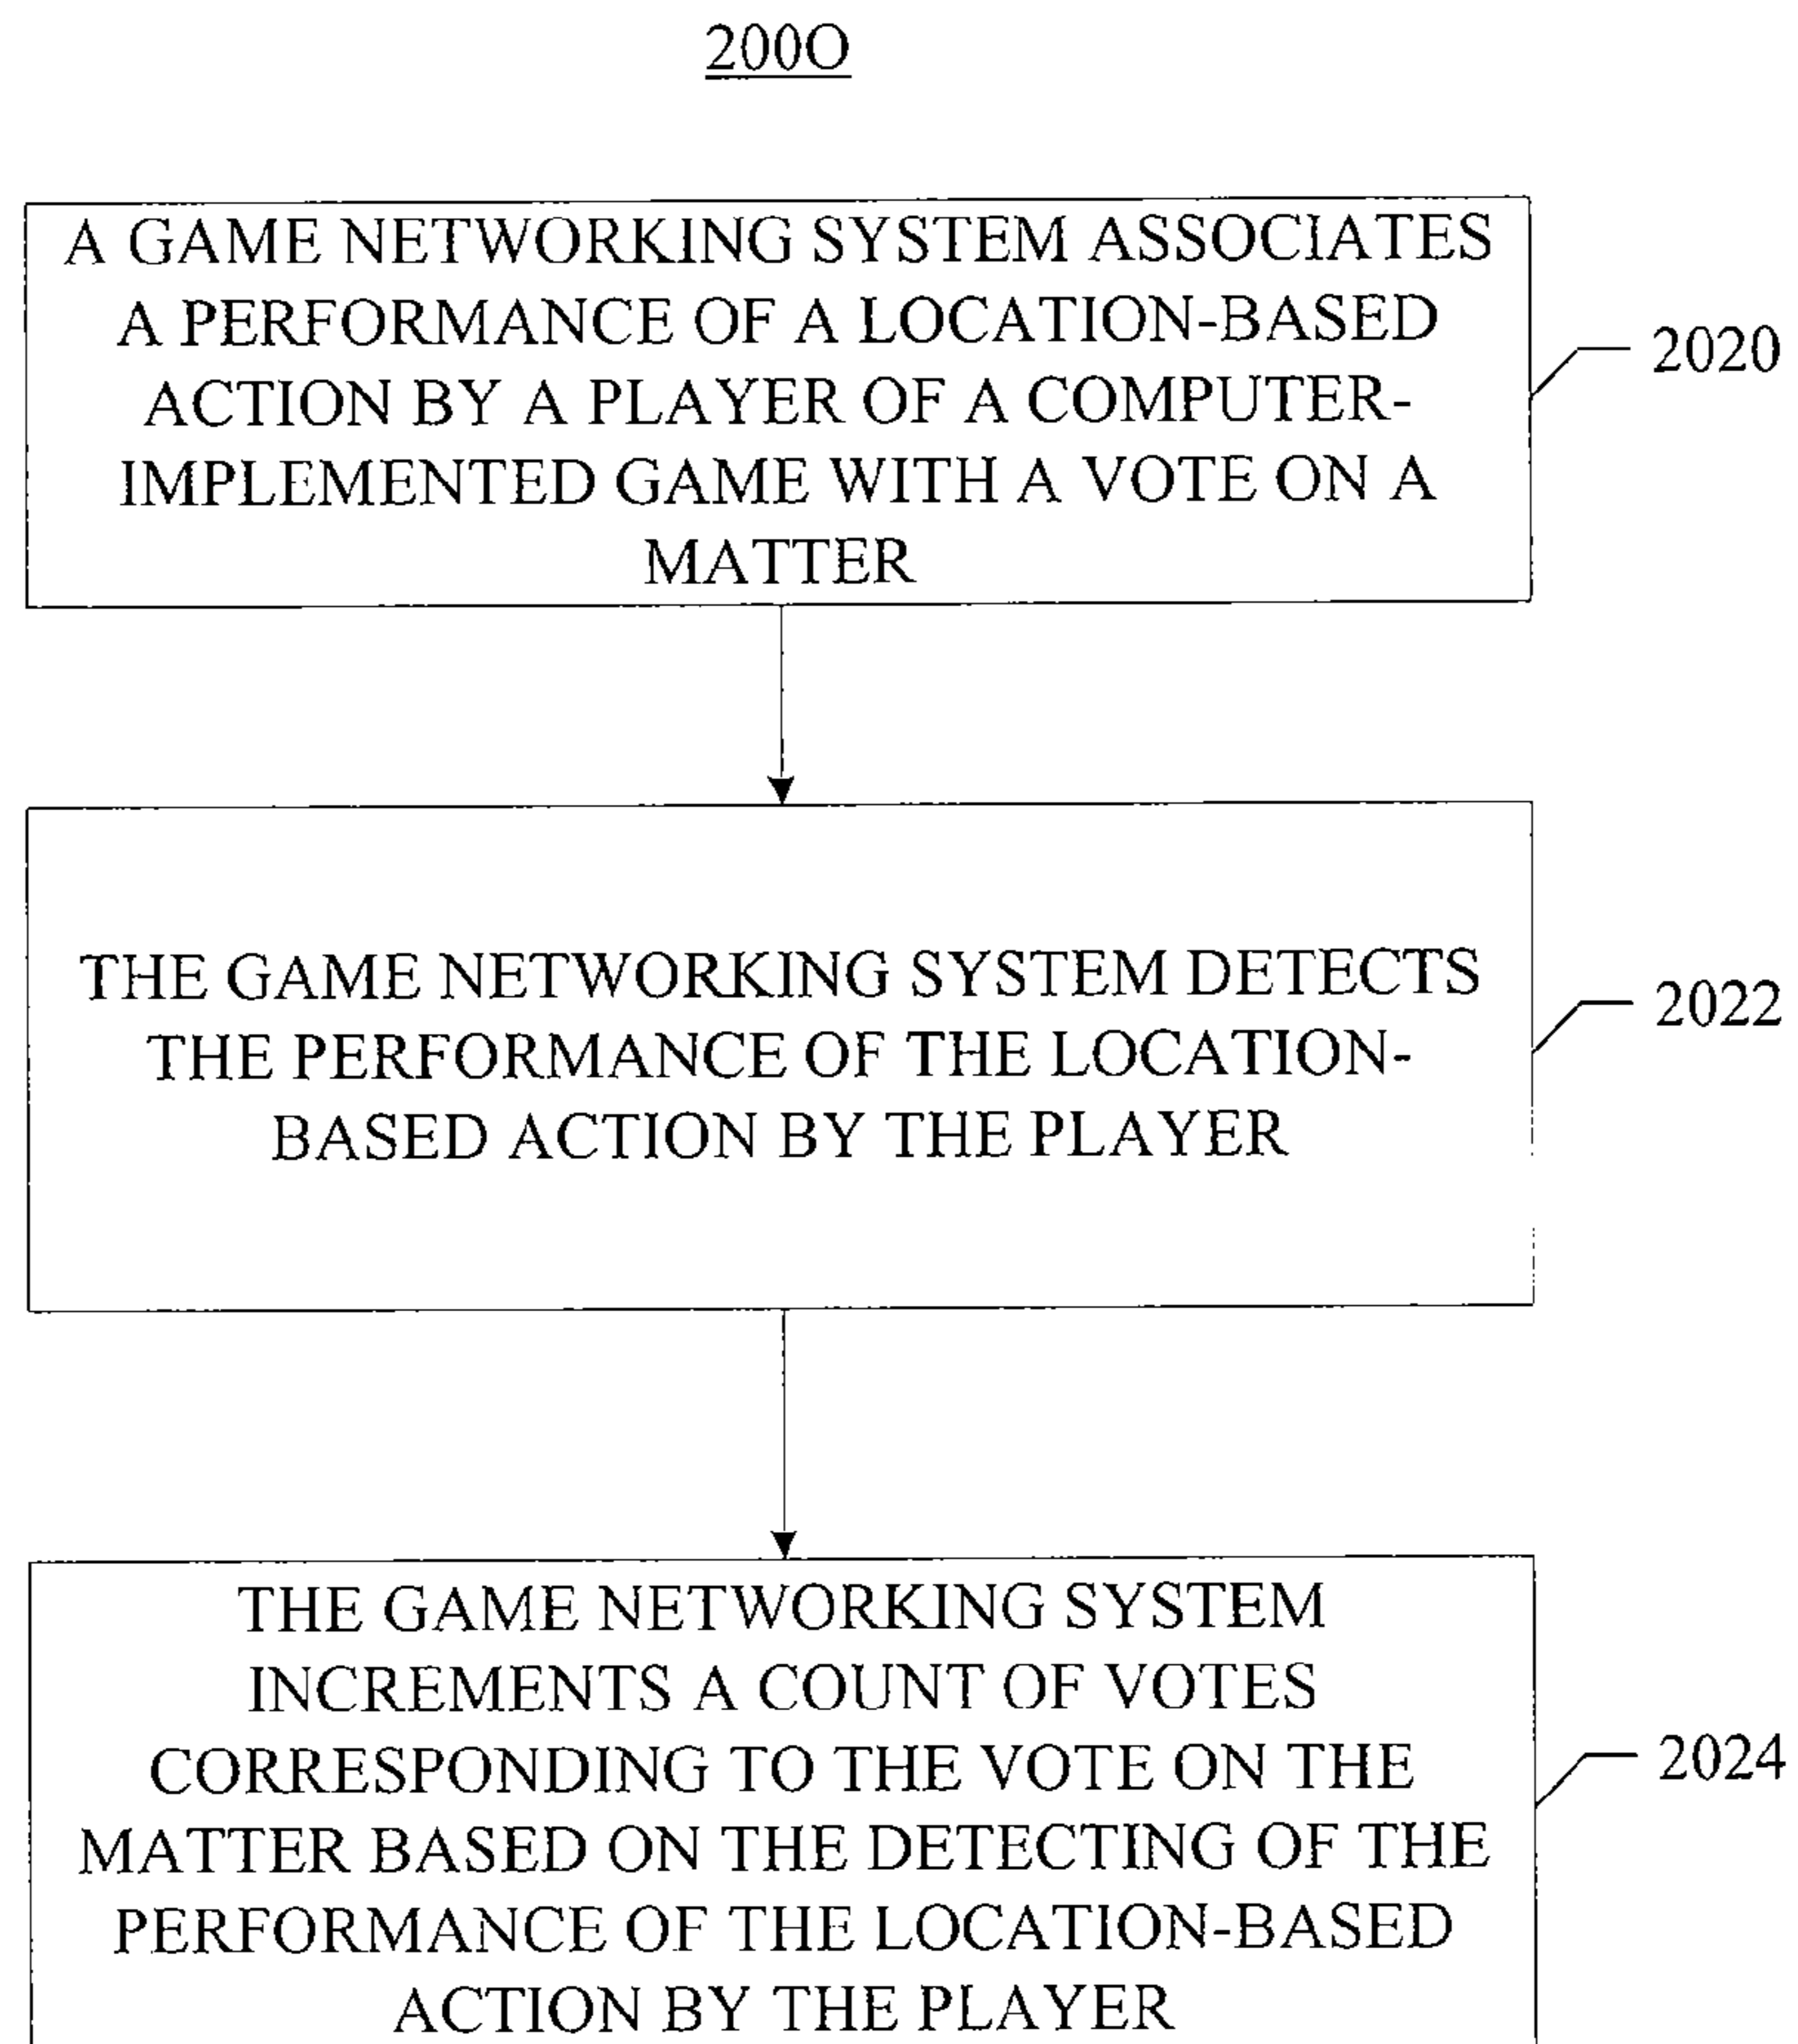 200O
A GAME NETWORKING SYSTEM ASSOCIATES
A PERFORMANCE OF A LOCATION-BASED
ACTION BY A PLAYER OF A COMPUTER-
IMPLEMENTED GAME WITH A VOTE ON A
MATTER
2020
THE GAME NETWORKING SYSTEM DETECTS
THE PERFORMANCE OF THE LOCATION-
BASED ACTION BY THE PLAYER
2022
THE GAME NETWORKING SYSTEM
INCREMENTS A COUNT OF VOTES
CORRESPONDING TO THE VOTE ON THE
MATTER BASED ON THE DETECTING OF THE
PERFORMANCE OF THE LOCATION-BASED
ACTION BY THE PLAYER
2024